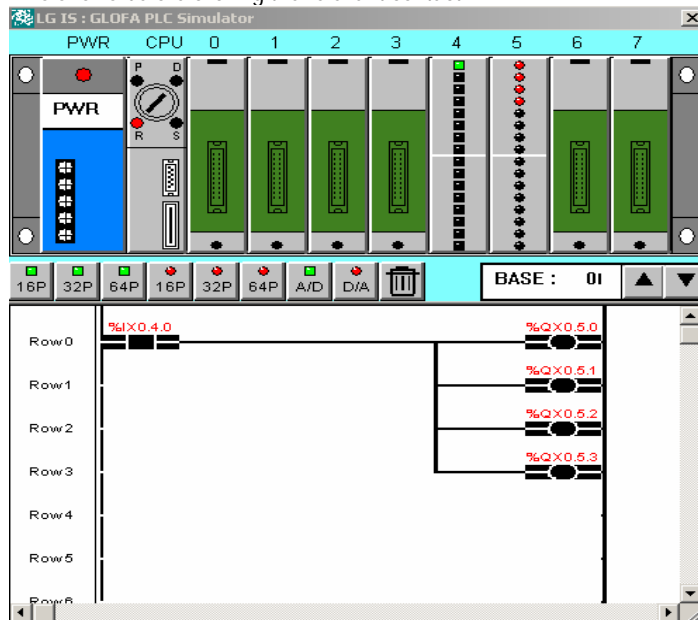 LG IS : GLOFA PLC Simulator
PWR CPU 0 1 2 3 4 5 6 7
P D
PWR
R S
16P 32P 64P 16P 32P 64P A/D D/A BASE : 0
%IX0.4.0 %QX0.5.0
Row0
%QX0.5.1
Row1
%QX0.5.2
Row2
%QX0.5.3
Row3
Row4
Row5
Row6